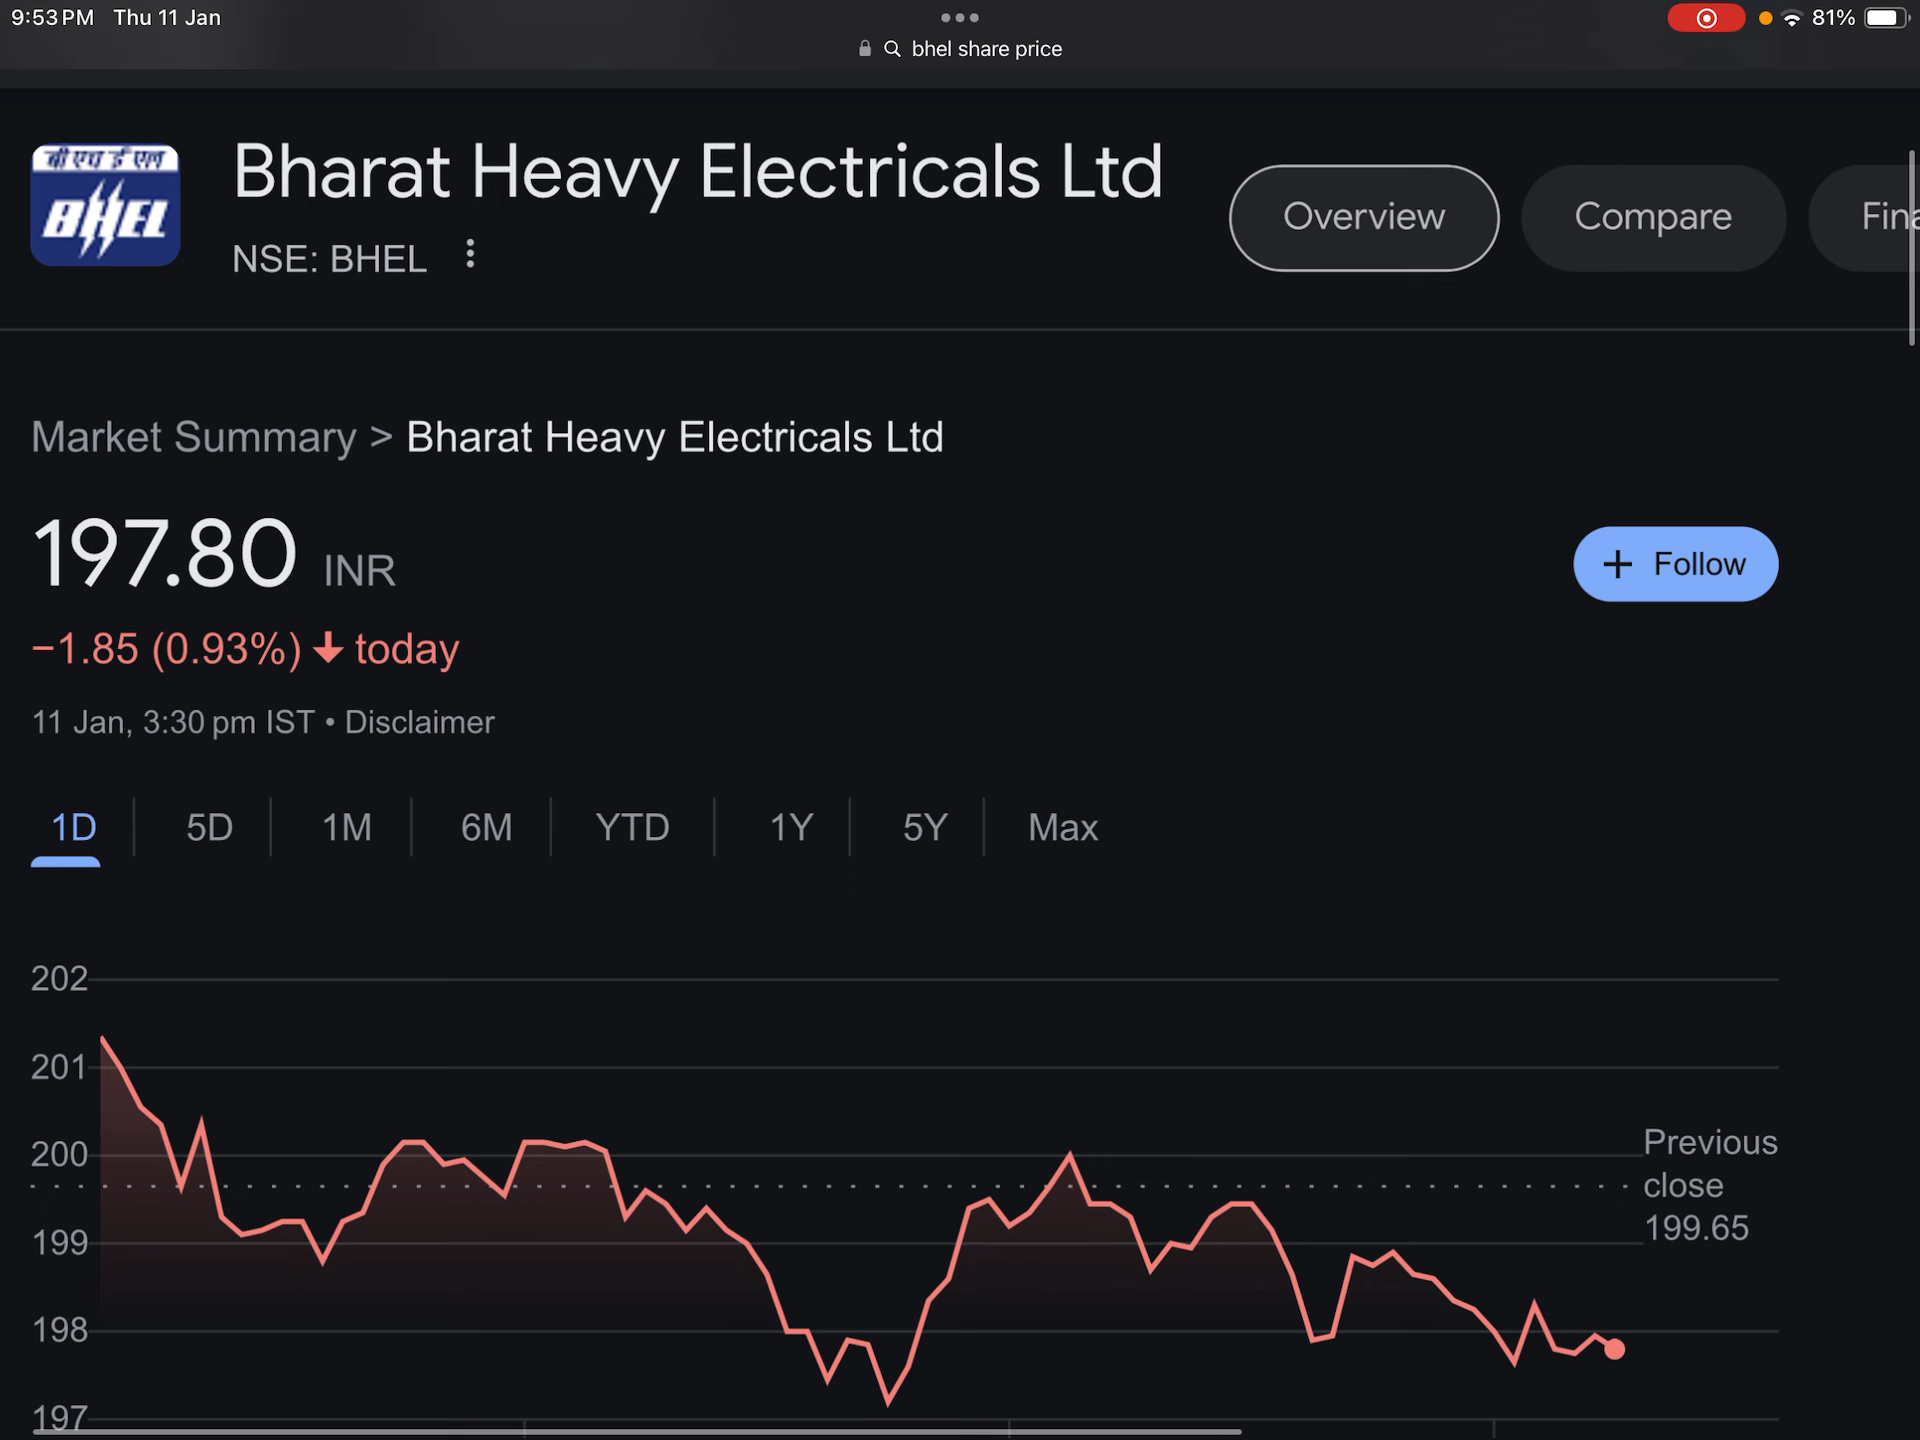 9:53 PM Thu 11 Jan
81%
bhel share price
बी एच ई एल
BHEL
Bharat Heavy Electricals Ltd
NSE: BHEL
Overview
Compare
Fina
Market Summary > Bharat Heavy Electricals Ltd
197.80 INR
+ Follow
−1.85 (0.93%) ↓ today
11 Jan, 3:30 pm IST • Disclaimer
1D 5D 1M 6M YTD 1Y 5Y Max
202
201
200
199
198
197
Previous
close
199.65